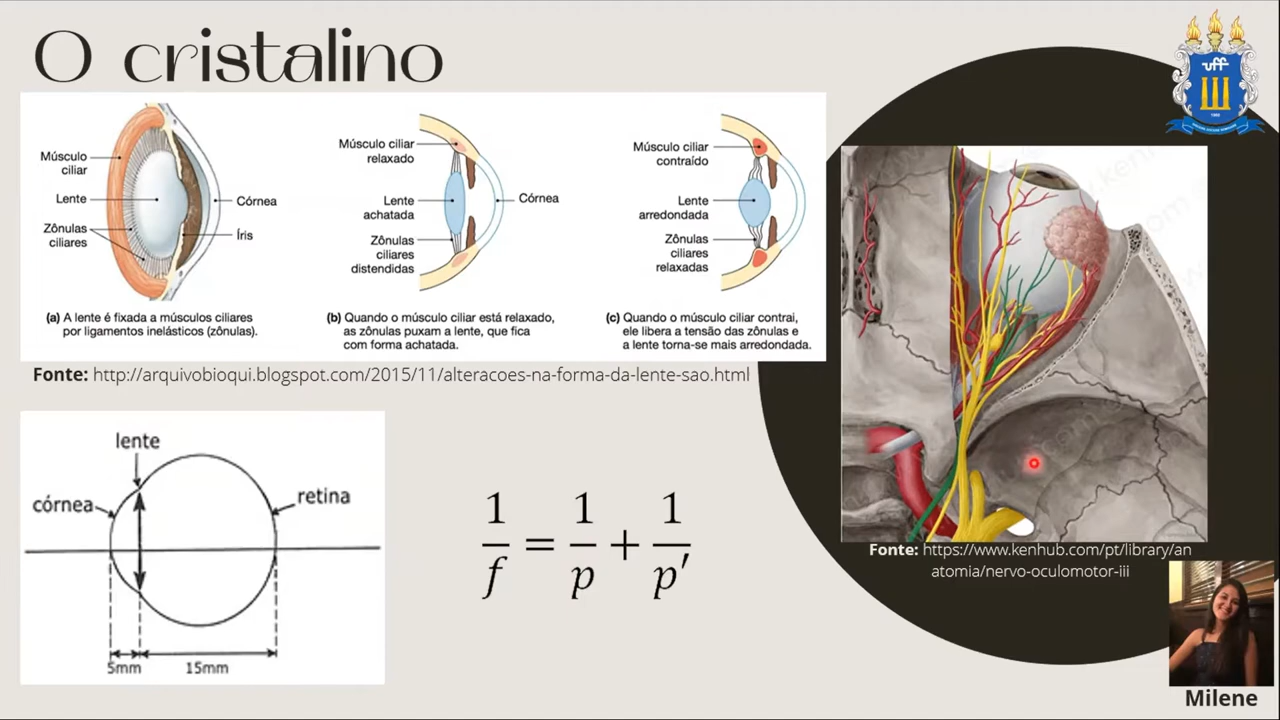 O cristalino
uff
Músculo
ciliar
Lente
Zônulas
ciliares
Córnea
Íris
(a) A lente é fixada a músculos ciliares
por ligamentos inelásticos (zônulas).
Músculo ciliar
relaxado
Lente
achatada
Zônulas
ciliares
distendidas
Córnea
(b) Quando o músculo ciliar está relaxado,
as zônulas puxam a lente, que fica
com forma achatada.
Músculo ciliar
contraído
Lente
arredondada
Zônulas
ciliares
relaxadas
(c) Quando o músculo ciliar contrai,
ele libera a tensão das zônulas e
a lente torna-se mais arredondada.
Fonte: http://arquivobioqui.blogspot.com/2015/11/alteracoes-na-forma-da-lente-sao.html
lente
córnea
retina
5mm 15mm
1/f = 1/p + 1/p′
Fonte: https://www.kenhub.com/pt/library/an
atomia/nervo-oculomotor-iii
Milene